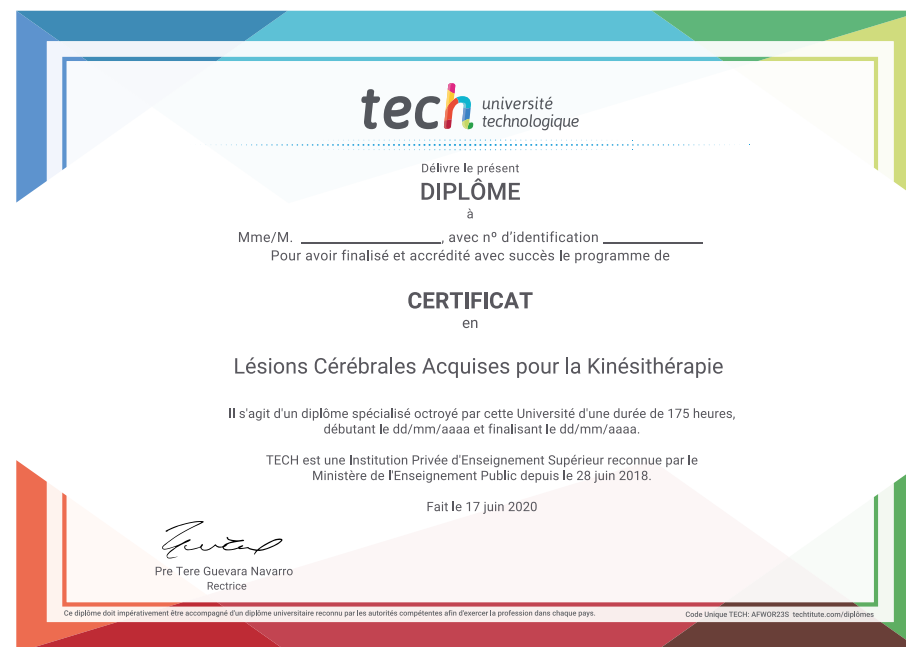 tech université
technologique
Délivre le présent
DIPLÔME
à
Mme/M. ____________, avec nº d'identification ____________
Pour avoir finalisé et accrédité avec succès le programme de
CERTIFICAT
en
Lésions Cérébrales Acquises pour la Kinésithérapie
Il s'agit d'un diplôme spécialisé octroyé par cette Université d'une durée de 175 heures,
débutant le dd/mm/aaaa et finalisant le dd/mm/aaaa.
TECH est une Institution Privée d'Enseignement Supérieur reconnue par le
Ministère de l'Enseignement Public depuis le 28 juin 2018.
Fait le 17 juin 2020
Pre Tere Guevara Navarro
Rectrice
Ce diplôme doit impérativement être accompagné d'un diplôme universitaire reconnu par les autorités compétentes afin d'exercer la profession dans chaque pays.
Code Unique TECH: AFWOR23S techtitute.com/diplômes